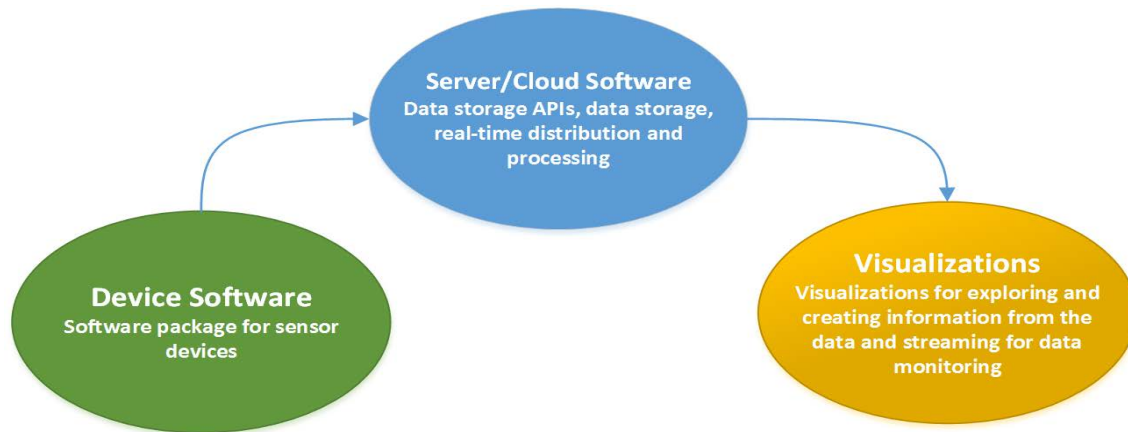 Server/Cloud Software
Data storage APIs, data storage,
real-time distribution and
processing
Device Software
Software package for sensor
devices
Visualizations
Visualizations for exploring and
creating information from the
data and streaming for data
monitoring